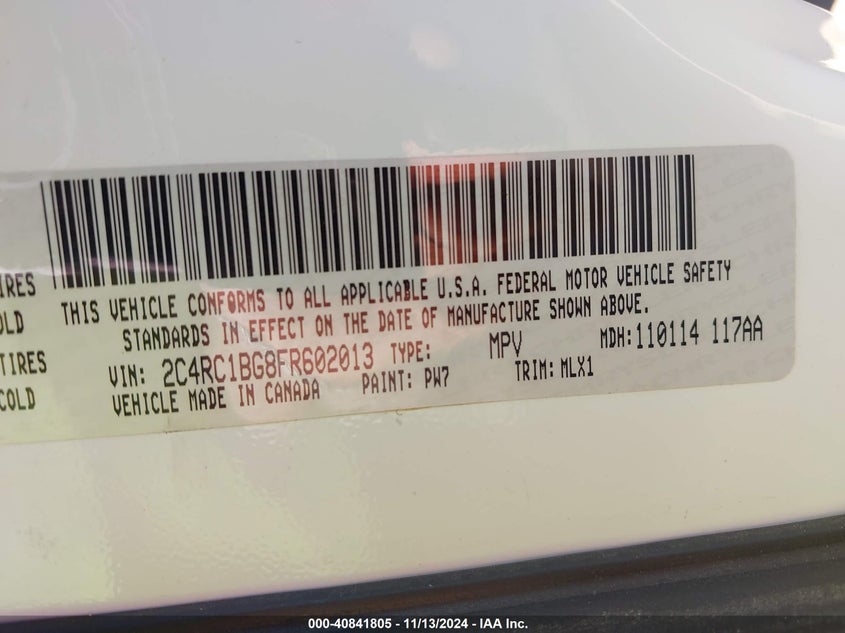 IRES
OLD
TIRES
COLD
THIS VEHICLE CONFORMS TO ALL APPLICABLE U.S.A. FEDERAL MOTOR VEHICLE SAFETY
STANDARDS IN EFFECT ON THE DATE OF MANUFACTURE SHOWN ABOVE.
VIN: 2C4RC1BG8FR602013 TYPE: MPV MDH:110114 117AA
VEHICLE MADE IN CANADA PAINT: PW7 TRIM: MLX1
000-40841805 - 11/13/2024 - IAA Inc.